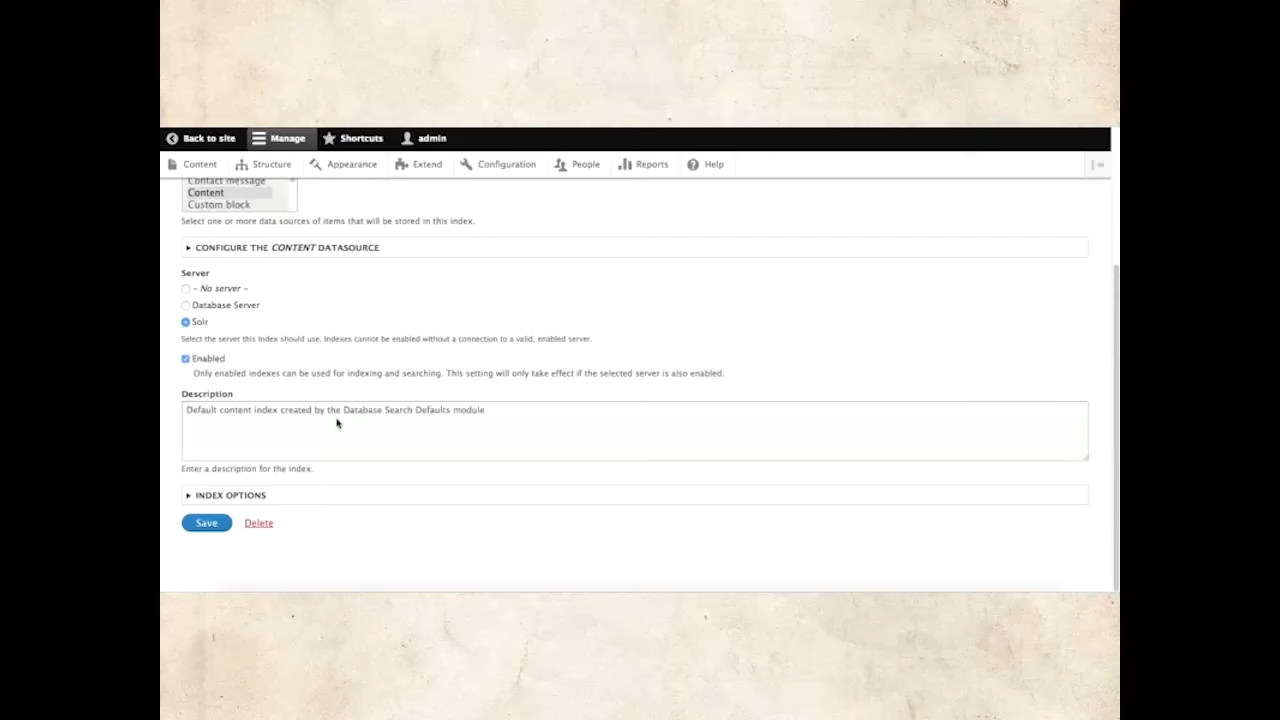 Back to site Manage Shortcuts admin
Content Structure Appearance Extend Configuration People Reports Help
Contact message
Content
Custom block
Select one or more data sources of items that will be stored in this index.
CONFIGURE THE CONTENT DATASOURCE
Server
- No server -
Database Server
Solr
Select the server this index should use. Indexes cannot be enabled without a connection to a valid, enabled server.
Enabled
Only enabled indexes can be used for indexing and searching. This setting will only take effect if the selected server is also enabled.
Description
Default content index created by the Database Search Defaults module
Enter a description for the index.
INDEX OPTIONS
Save Delete